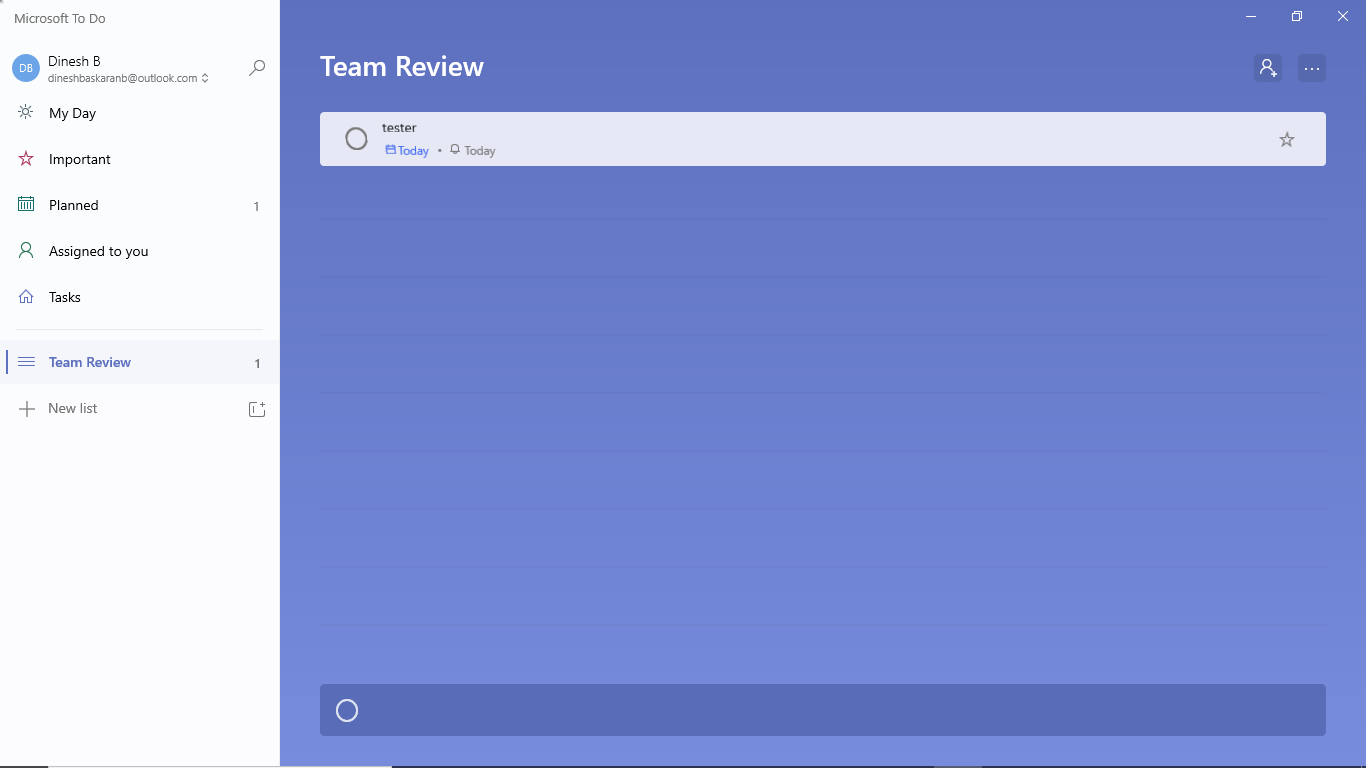 Microsoft To Do
DB
Dinesh B
dineshbaskaranb@outlook.com
My Day
Important
Planned 1
Assigned to you
Tasks
Team Review 1
New list
Team Review
tester
Today • Today